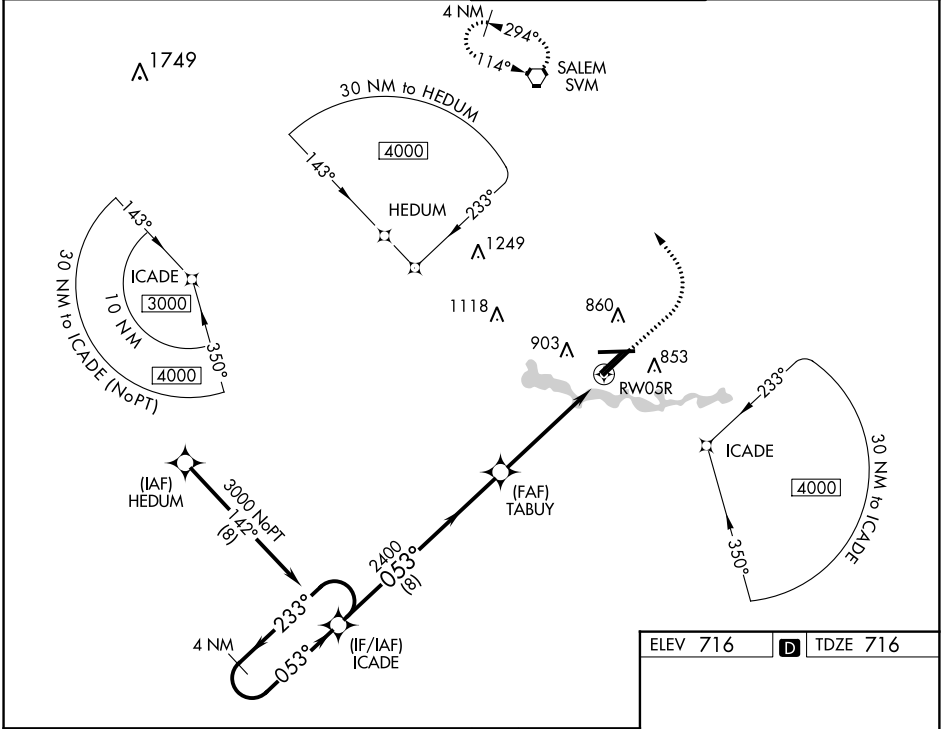 4 NM
294°
114°
SALEM
SVM
1749
30 NM to HEDUM
4000
143°
233°
HEDUM
1249
143°
ICADE
3000
10 NM
350°
4000
30 NM to ICADE (NoPT)
1118
860
903
853
RW05R
233°
ICADE
4000
350°
30 NM to ICADE
(IAF)
HEDUM
3000 NoPT
142°
(8)
(FAF)
TABUY
2400
053°
(8)
233°
4 NM
053°
(IF/IAF)
ICADE
ELEV 716 D TDZE 716